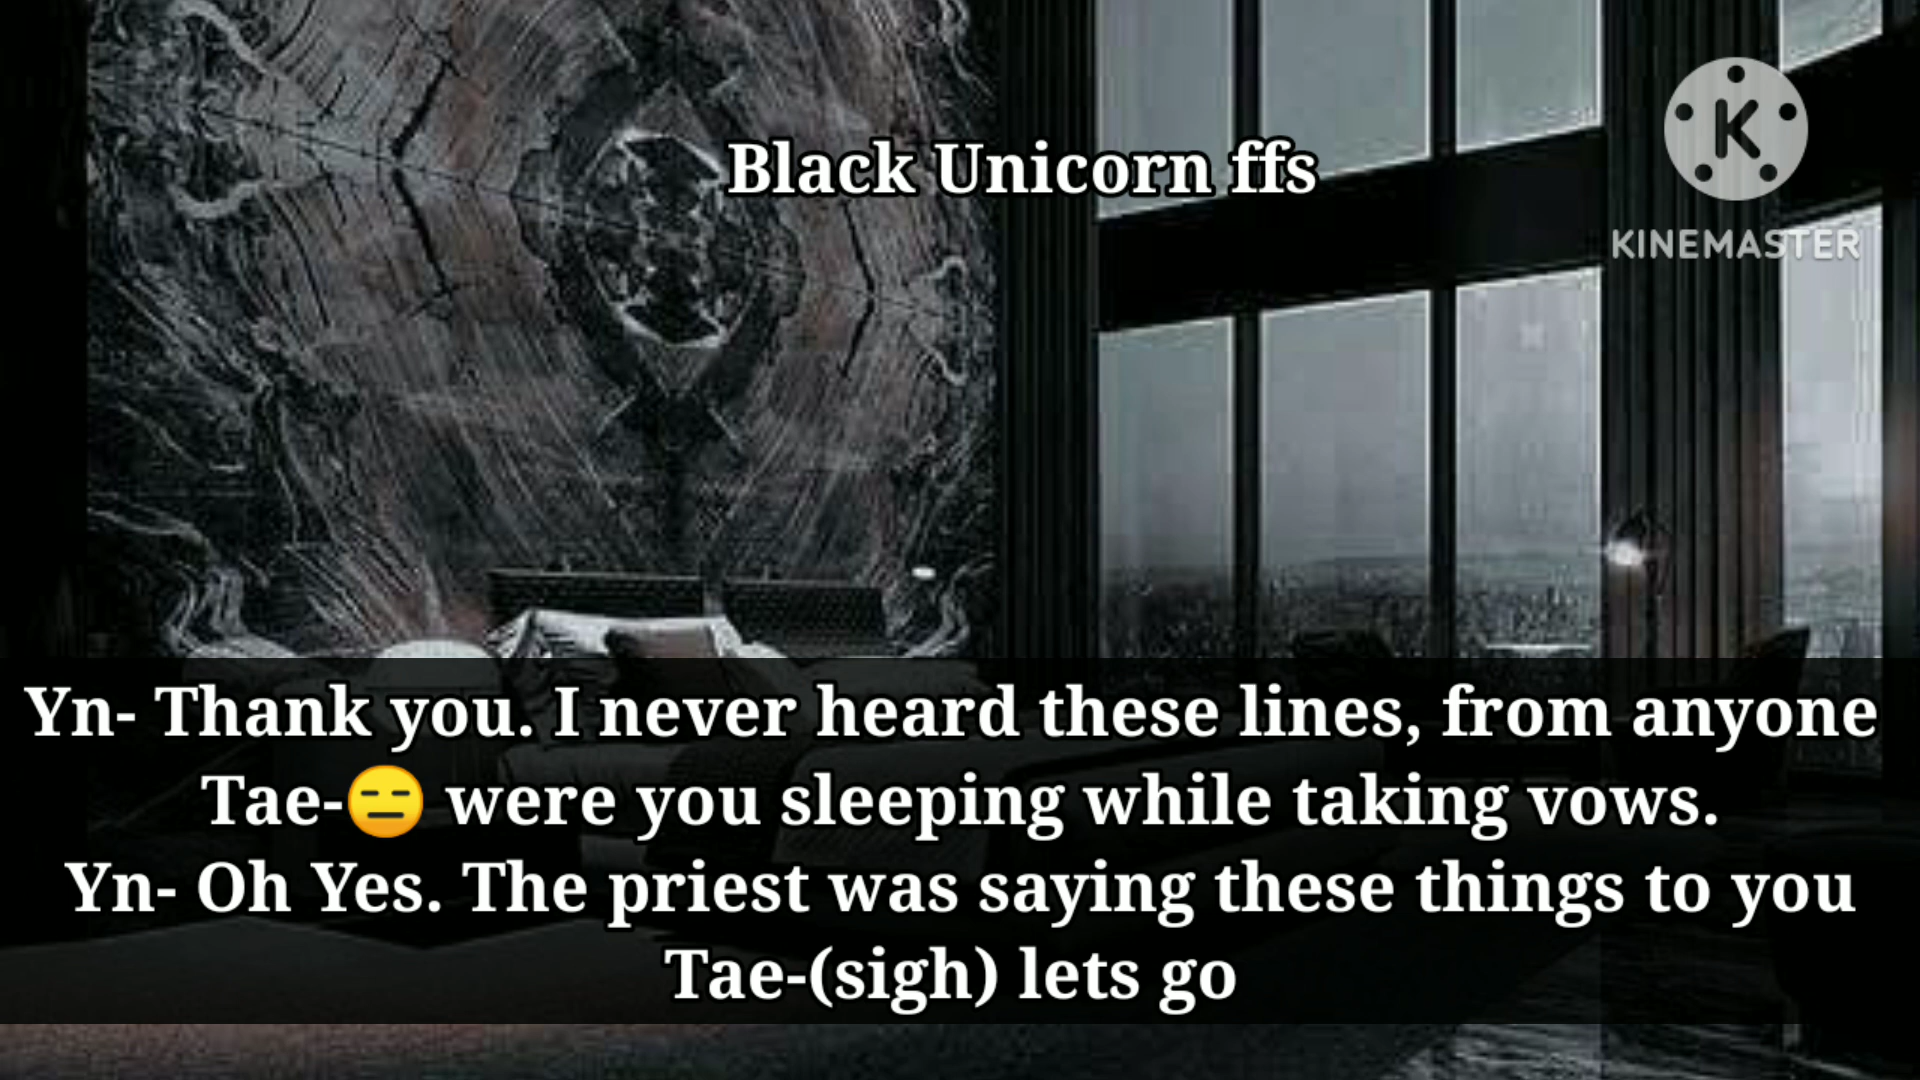 Black Unicorn ffs
K
KINEMASTER
Yn- Thank you. I never heard these lines, from anyone
Tae-😑 were you sleeping while taking vows.
Yn- Oh Yes. The priest was saying these things to you
Tae-(sigh) lets go